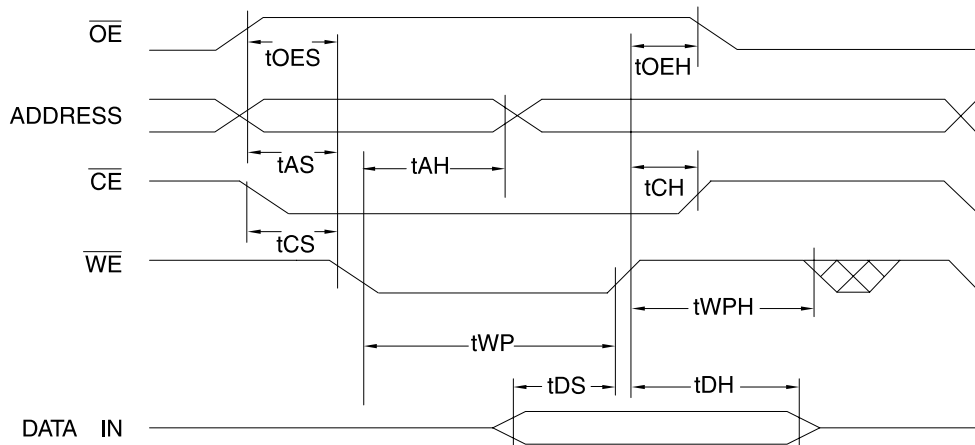 OE
tOES
tOEH
ADDRESS
tAS
tAH
tCH
CE
tCS
WE
tWPH
tWP
tDS
tDH
DATA IN